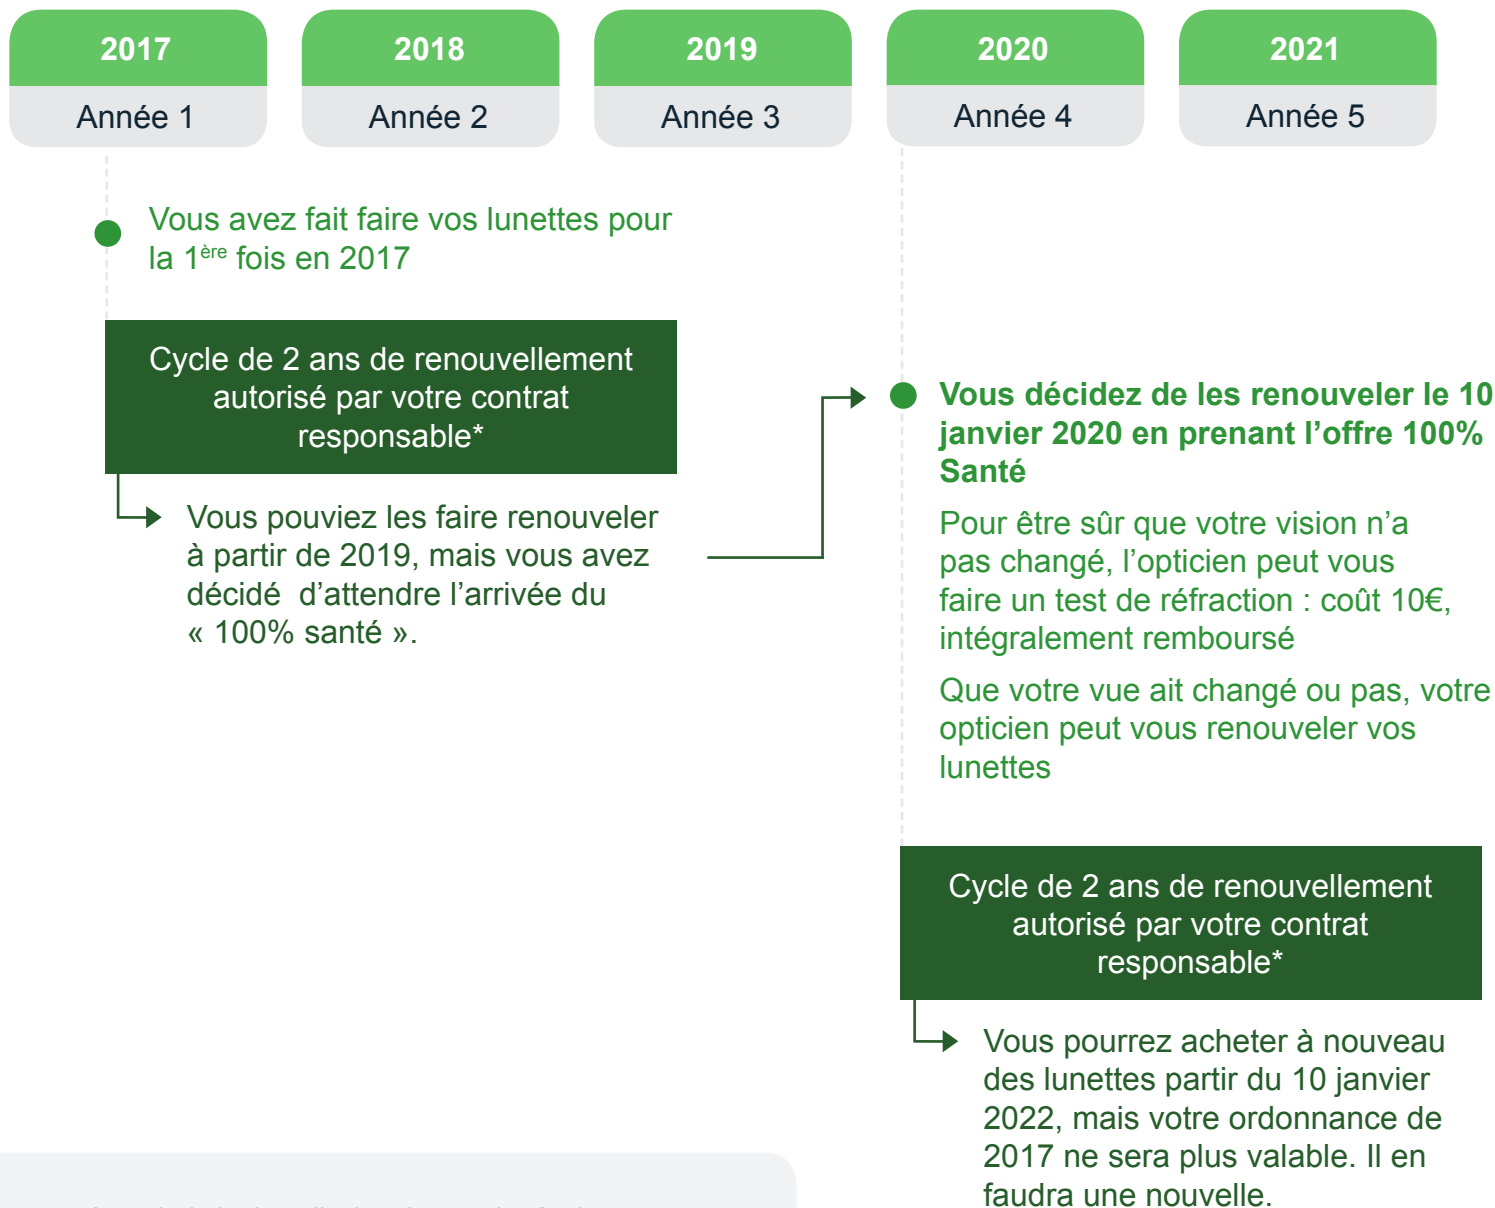 2017
2018
2019
2020
2021
Année 1
Année 2
Année 3
Année 4
Année 5
Vous avez fait faire vos lunettes pour
la 1ère fois en 2017
Cycle de 2 ans de renouvellement
autorisé par votre contrat
responsable*
Vous pouviez les faire renouveler
à partir de 2019, mais vous avez
décidé d’attendre l’arrivée du
« 100% santé ».
Vous décidez de les renouveler le 10
janvier 2020 en prenant l’offre 100%
Santé
Pour être sûr que votre vision n’a
pas changé, l’opticien peut vous
faire un test de réfraction : coût 10€,
intégralement remboursé
Que votre vue ait changé ou pas, votre
opticien peut vous renouveler vos
lunettes
Cycle de 2 ans de renouvellement
autorisé par votre contrat
responsable*
Vous pourrez acheter à nouveau
des lunettes partir du 10 janvier
2022, mais votre ordonnance de
2017 ne sera plus valable. Il en
faudra une nouvelle.